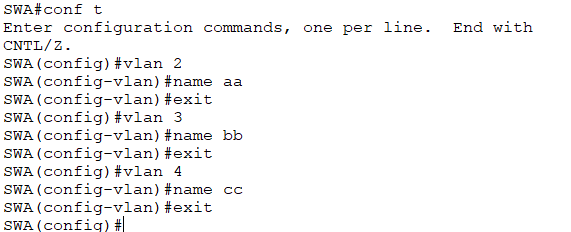 SWA#conf t
Enter configuration commands, one per line.  End with
CNTL/Z.
SWA(config)#vlan 2
SWA(config-vlan)#name aa
SWA(config-vlan)#exit
SWA(config)#vlan 3
SWA(config-vlan)#name bb
SWA(config-vlan)#exit
SWA(config)#vlan 4
SWA(config-vlan)#name cc
SWA(config-vlan)#exit
SWA(config)#